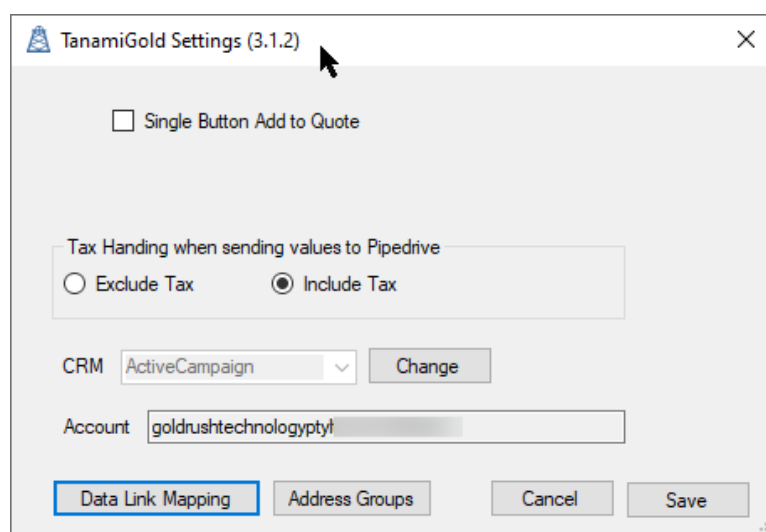 TanamiGold Settings (3.1.2)
Single Button Add to Quote
Tax Handing when sending values to Pipedrive
Exclude Tax Include Tax
CRM ActiveCampaign Change
Account
Data Link Mapping Address Groups Cancel Save